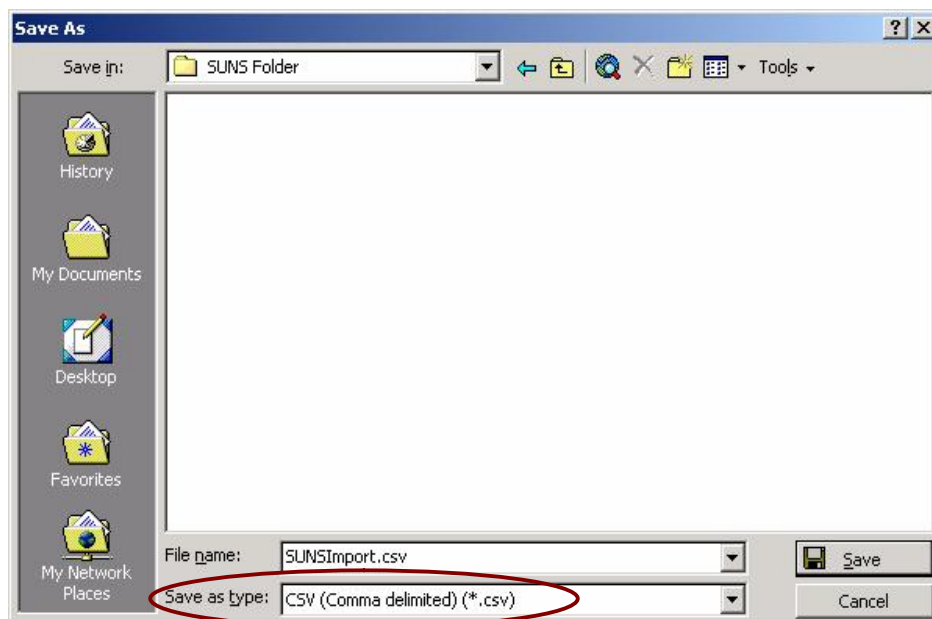 Save As
Save in: SUNS Folder Tools
History
My Documents
Desktop
Favorites
My Network
Places
File name: SUNSImport.csv Save
Save as type: CSV (Comma delimited) (*.csv) Cancel